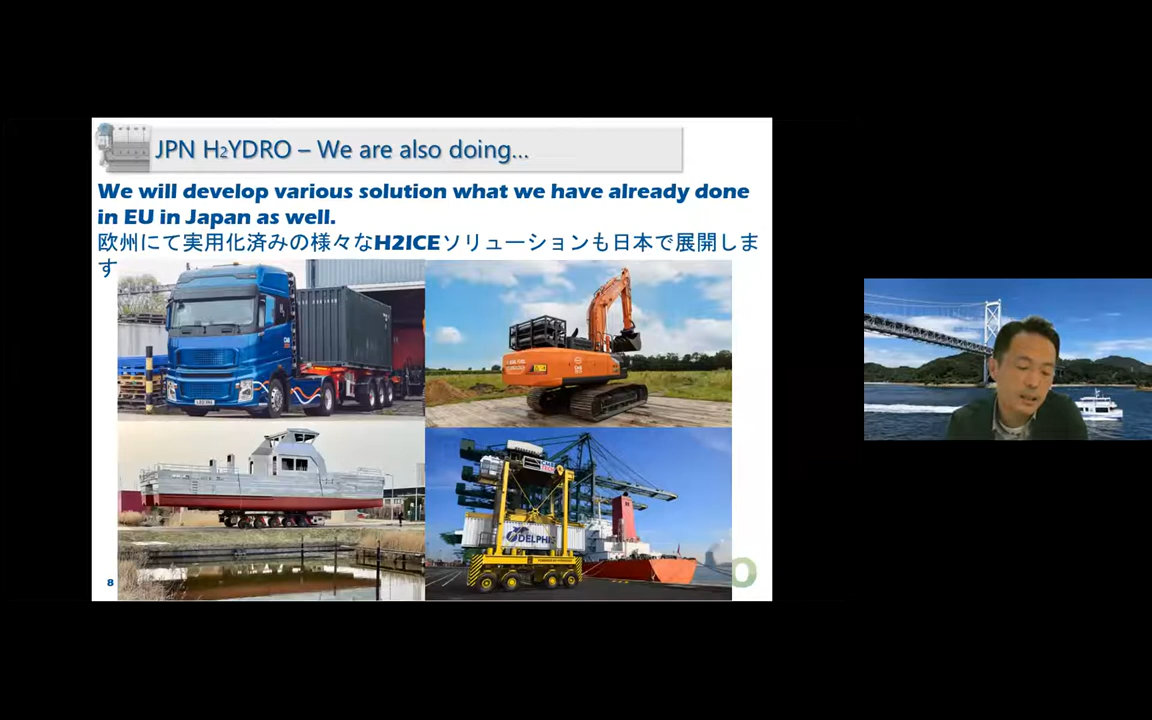 JPN H2YDRO – We are also doing...
We will develop various solution what we have already done
in EU in Japan as well.
欧州にて実用化済みの様々なH2ICEソリューションも日本で展開しま
す
DELPHIS
8